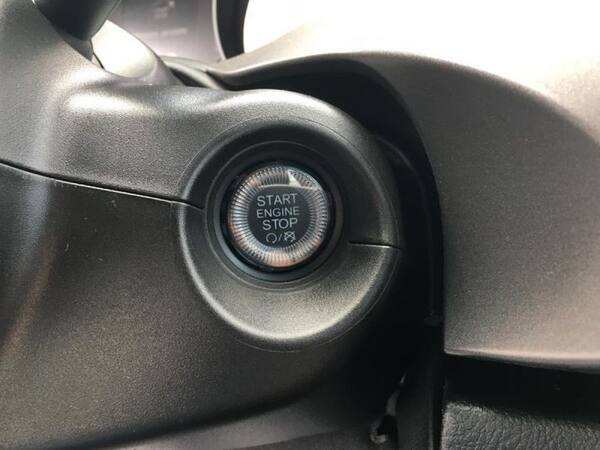 START
ENGINE
STOP
/